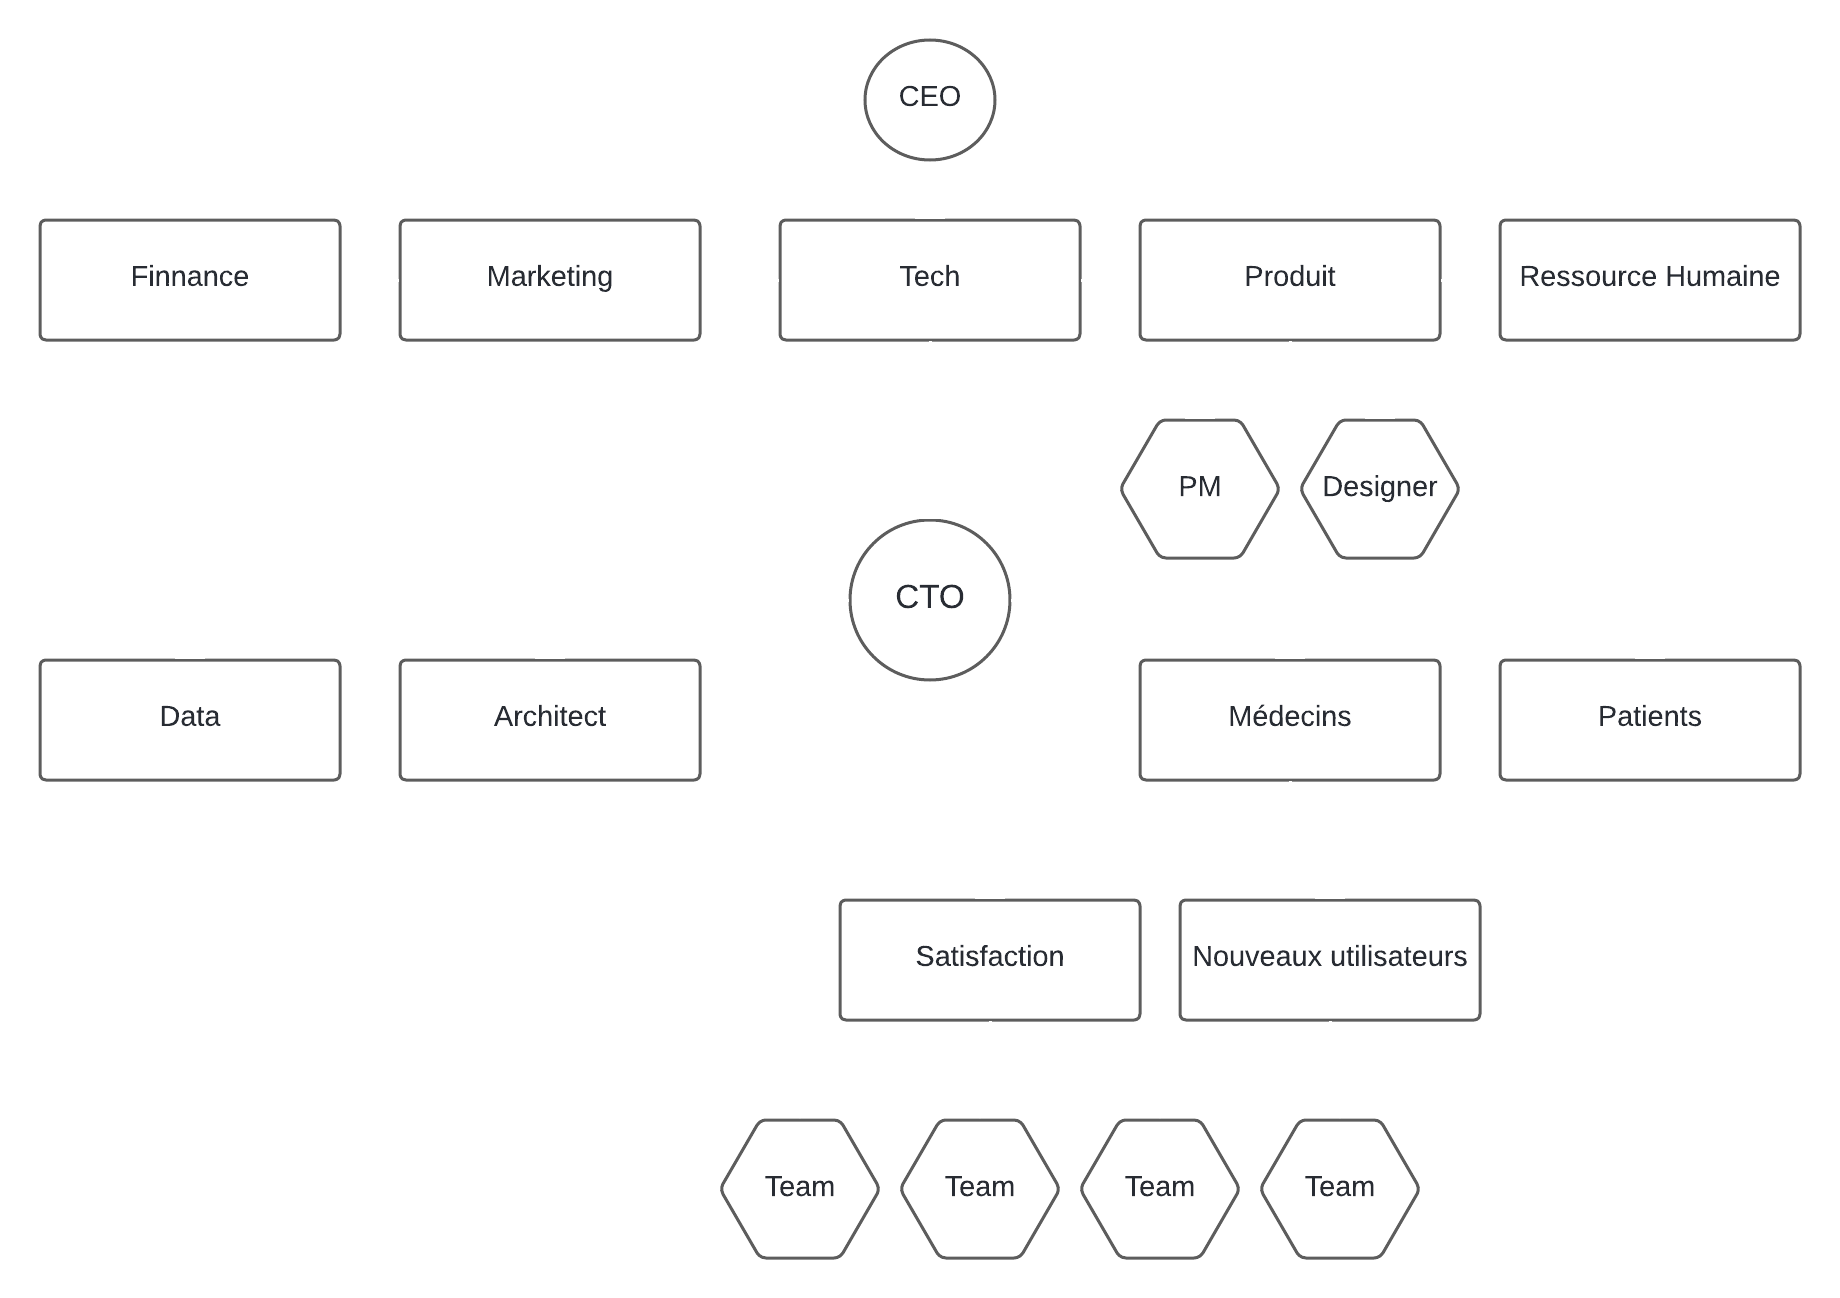 CEO
Finnance
Marketing
Tech
Produit
Ressource Humaine
PM
Designer
CTO
Data
Architect
Médecins
Patients
Satisfaction
Nouveaux utilisateurs
Team
Team
Team
Team